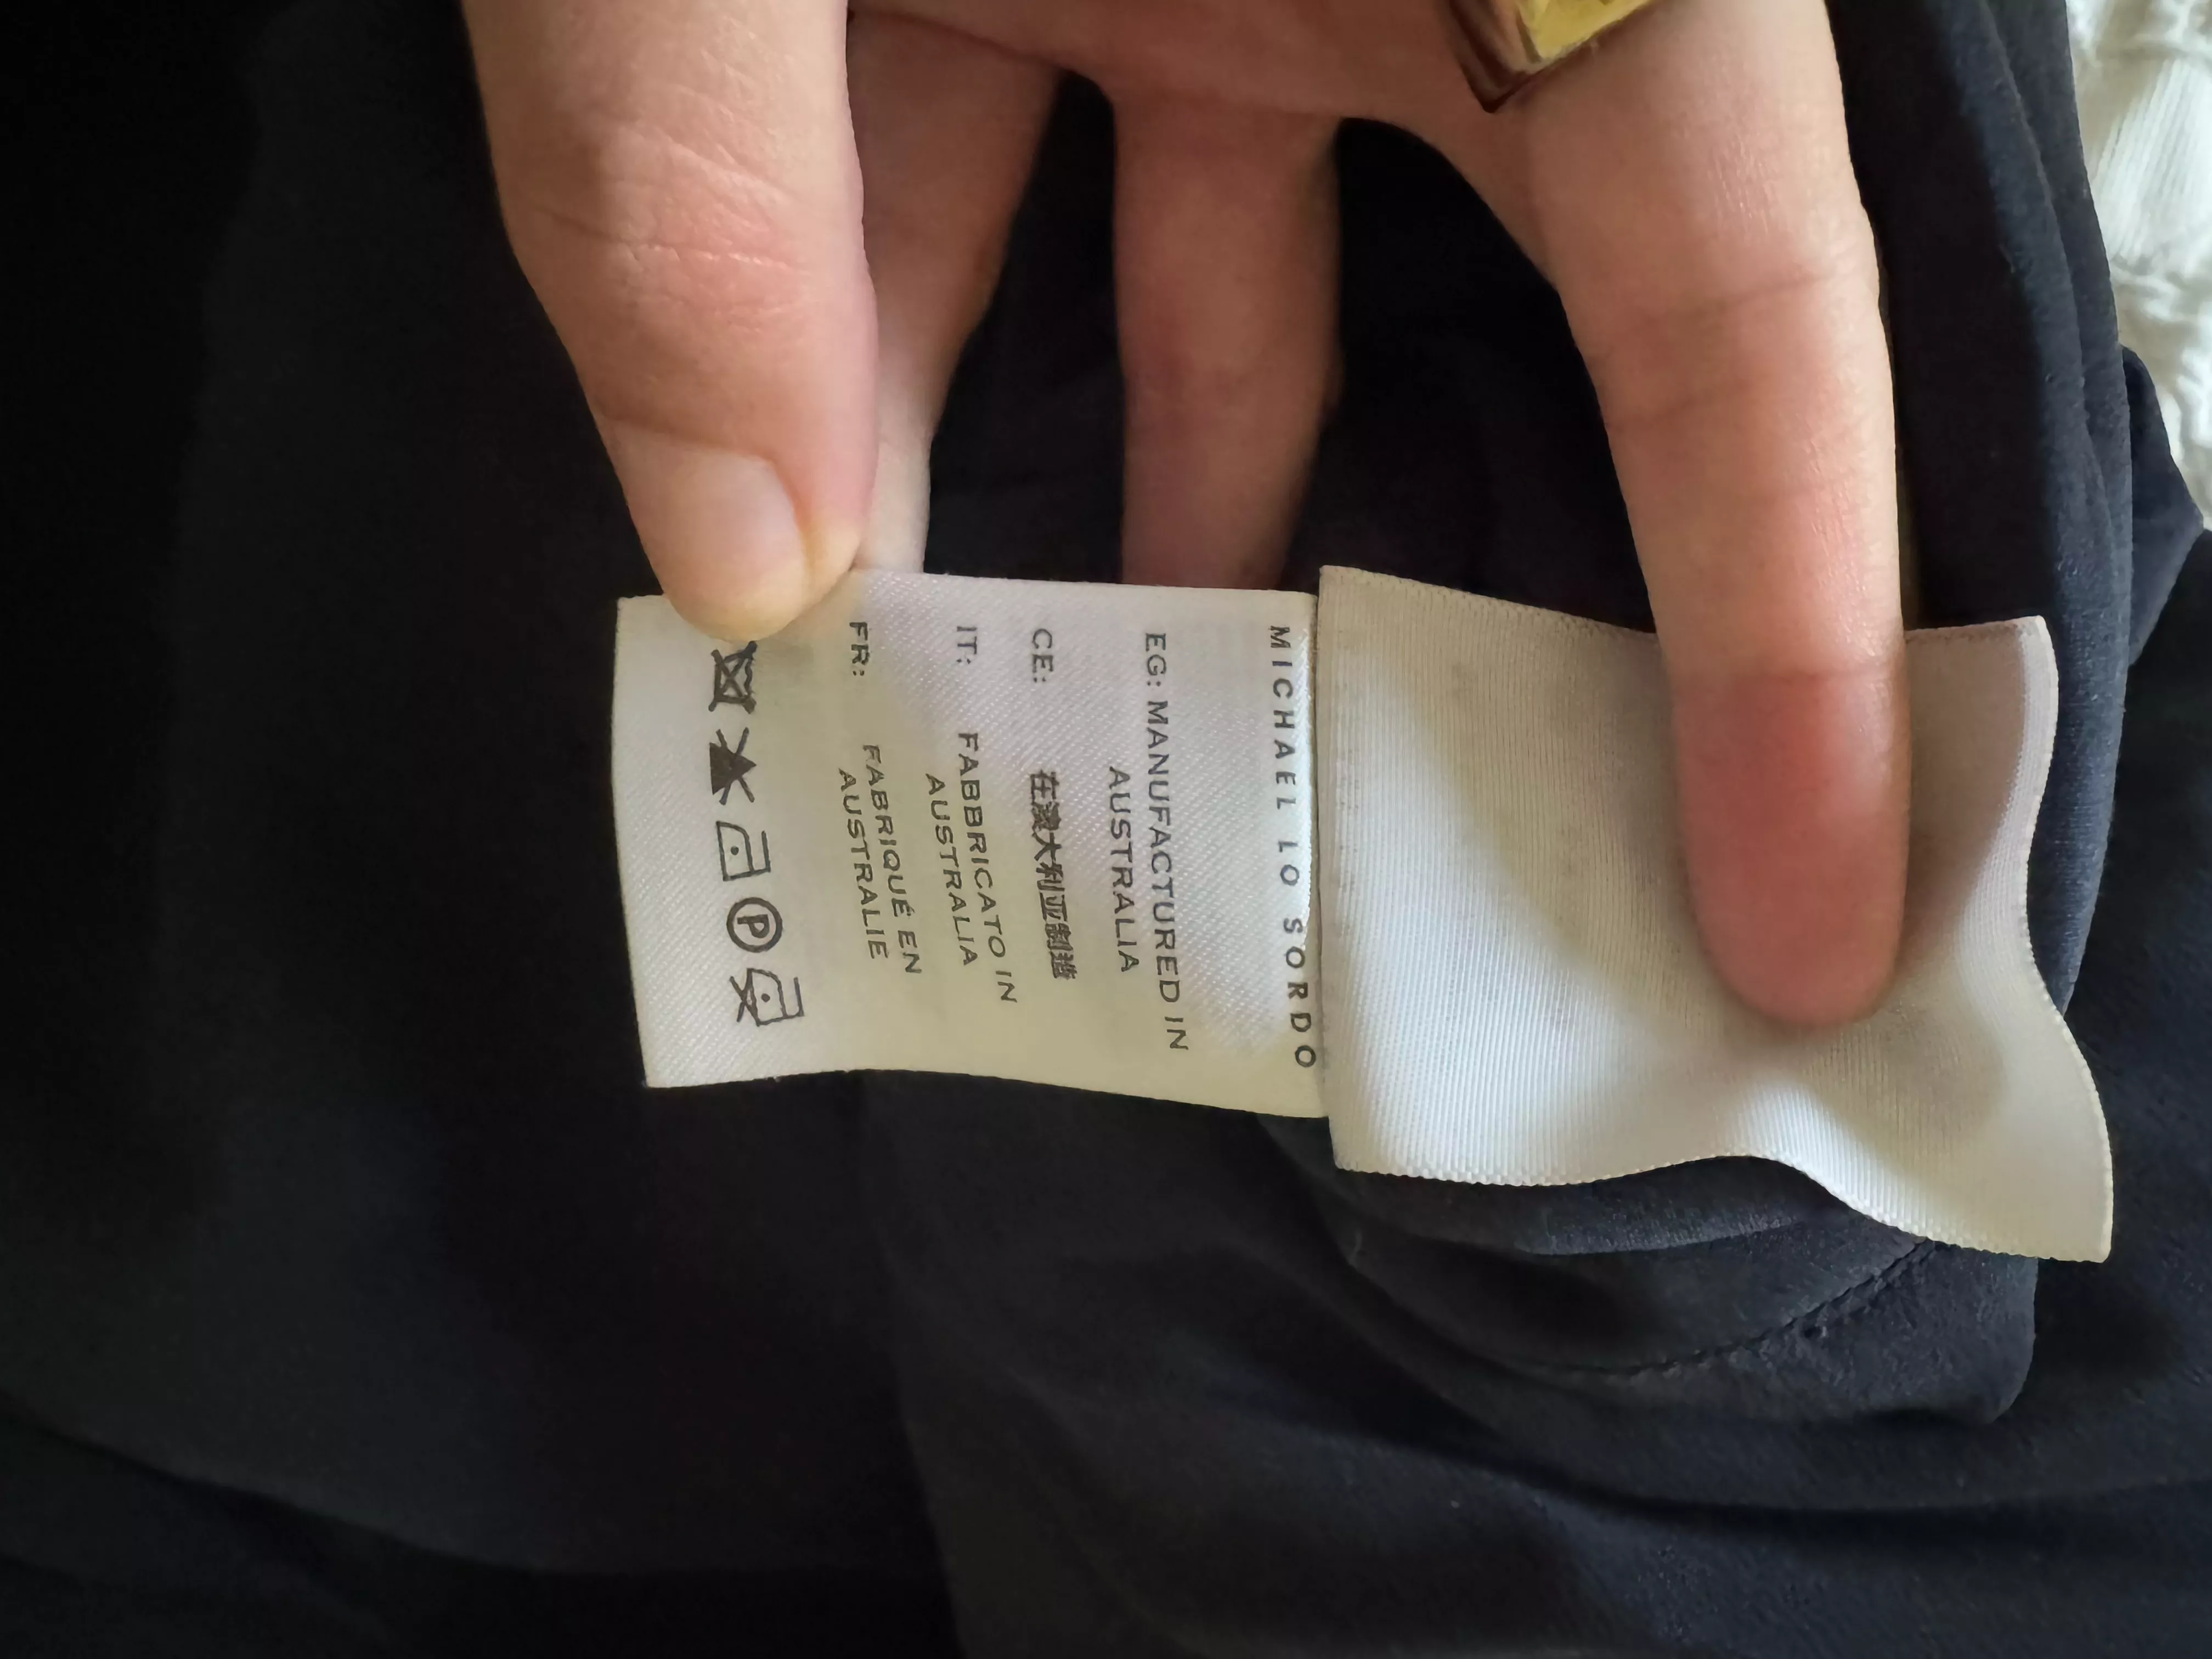 MICHAEL LO SORDO
EG: MANUFACTURED IN
AUSTRALIA
CE: 在澳大利亚制造
IT: FABBRICATO IN
AUSTRALIA
FR: FABRIQUÉ EN
AUSTRALIE
P